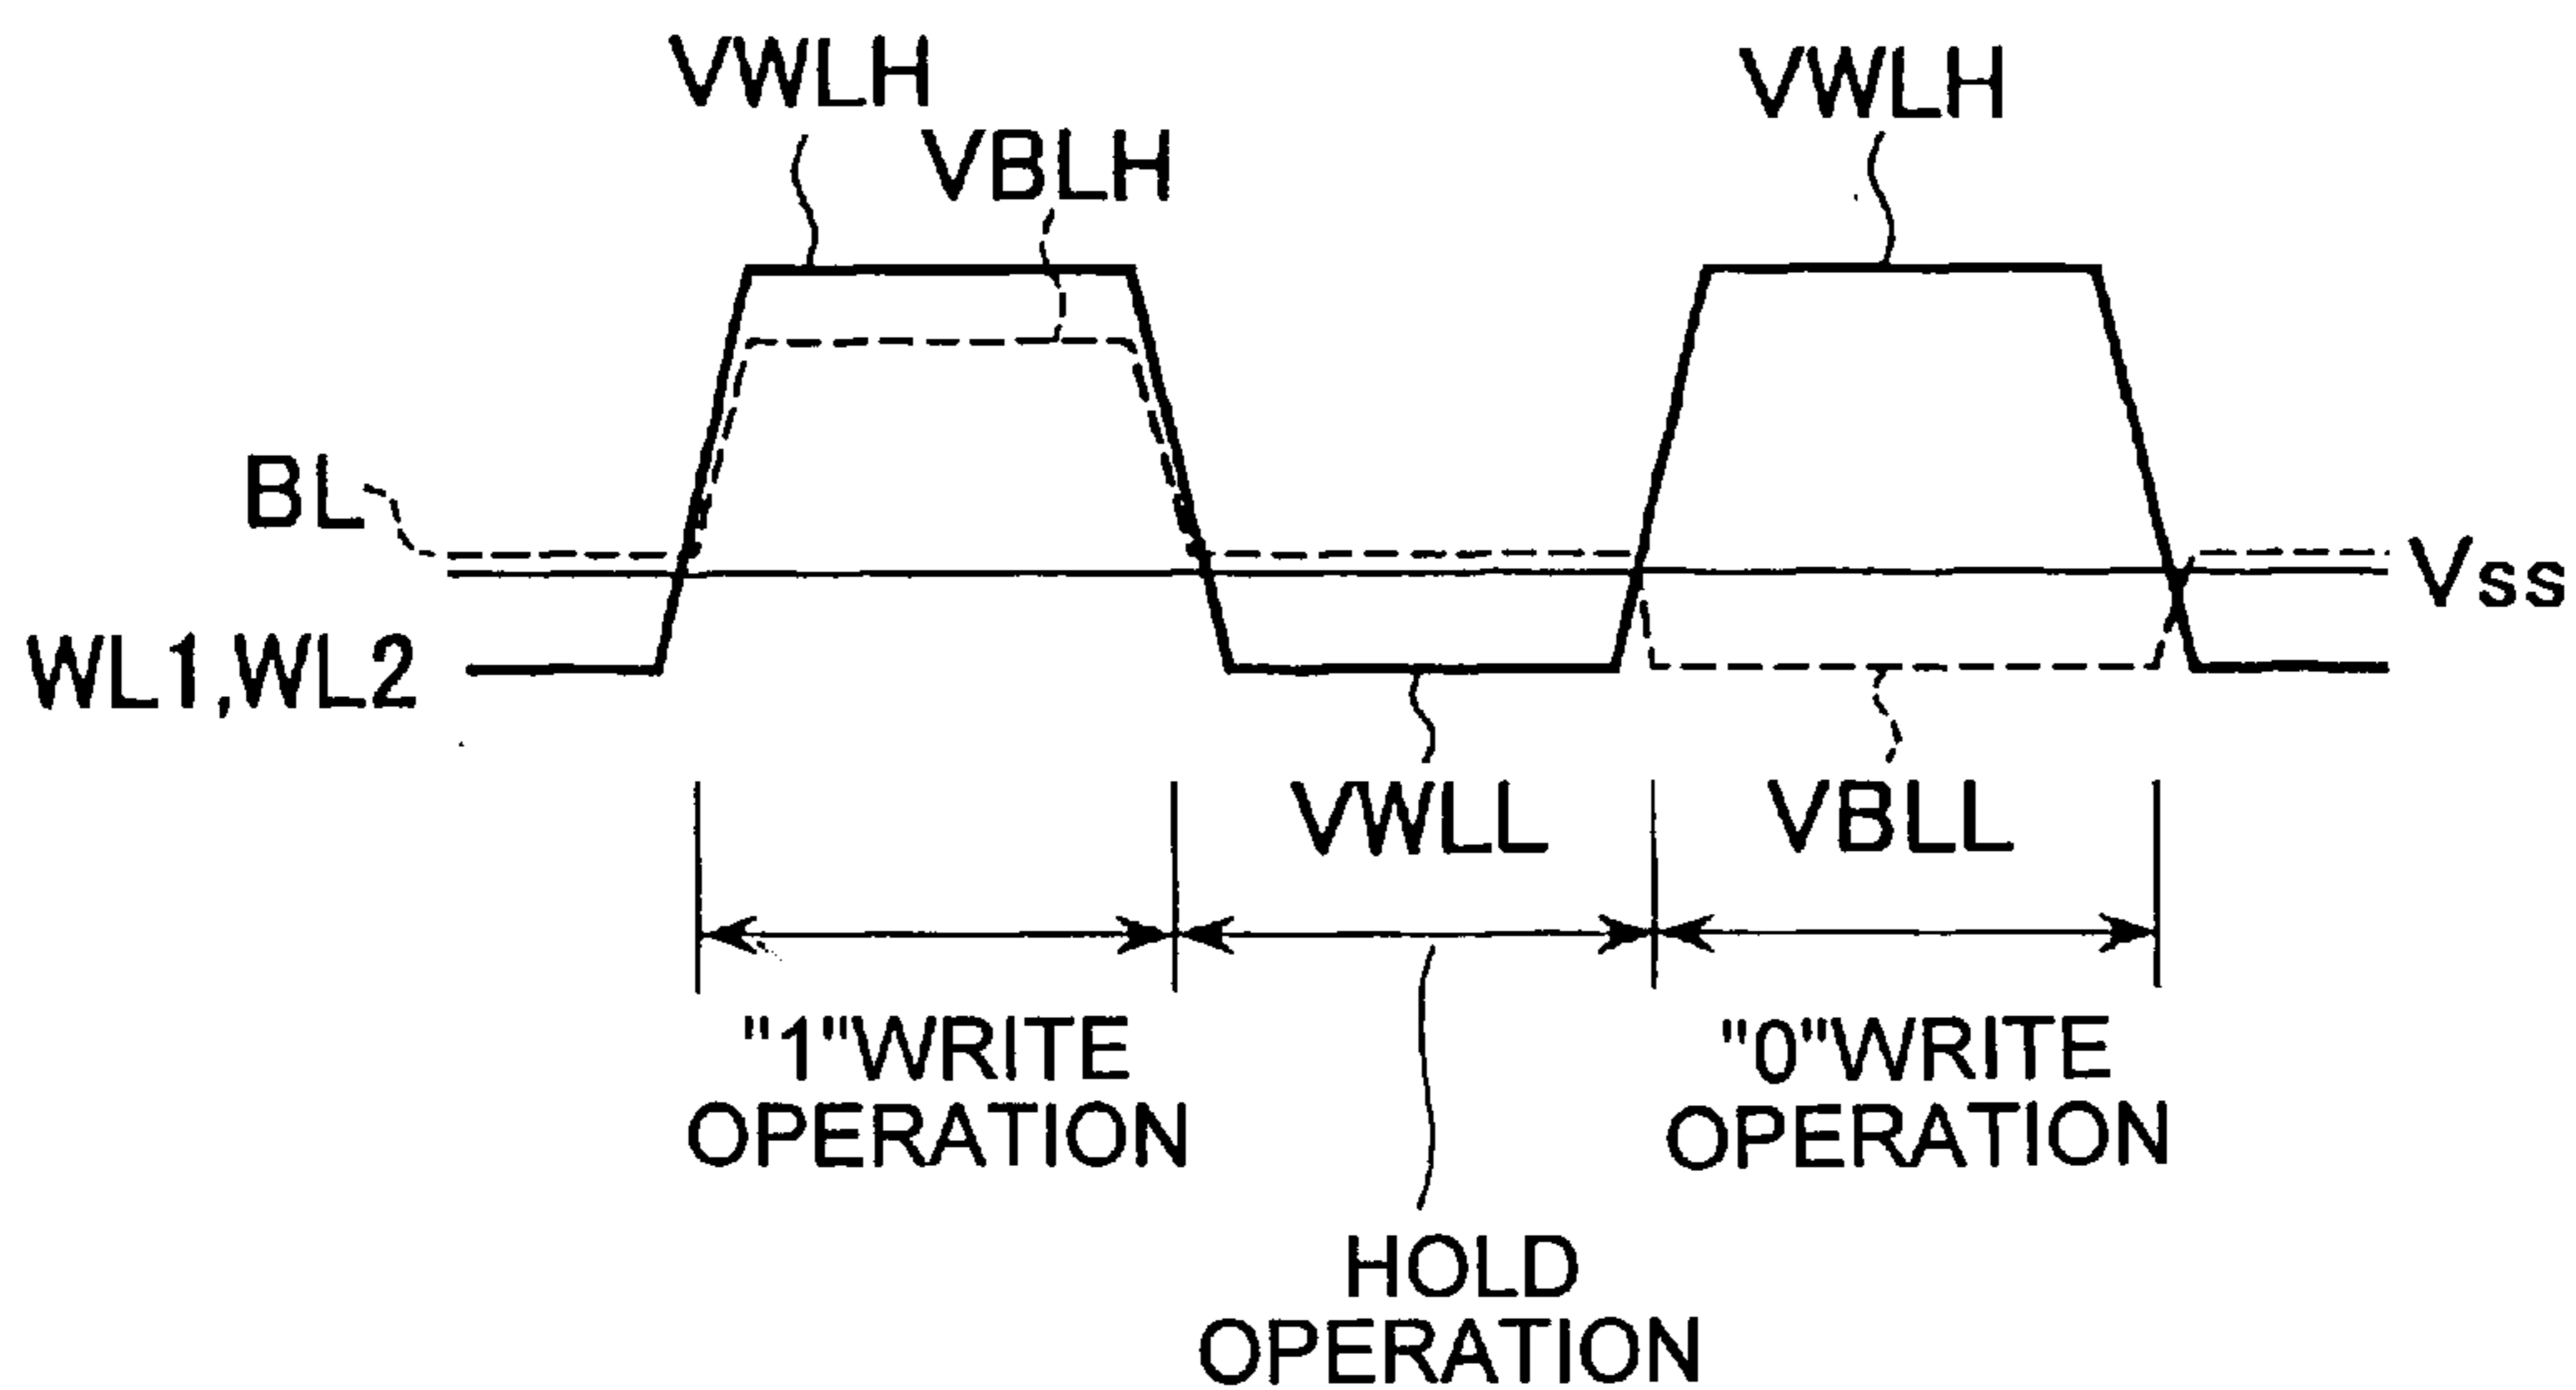 VWLH
VWLH
VBLH
BL
Vss
WL1,WL2
VWLL
VBLL
"1"WRITE
OPERATION
"0"WRITE
OPERATION
HOLD
OPERATION